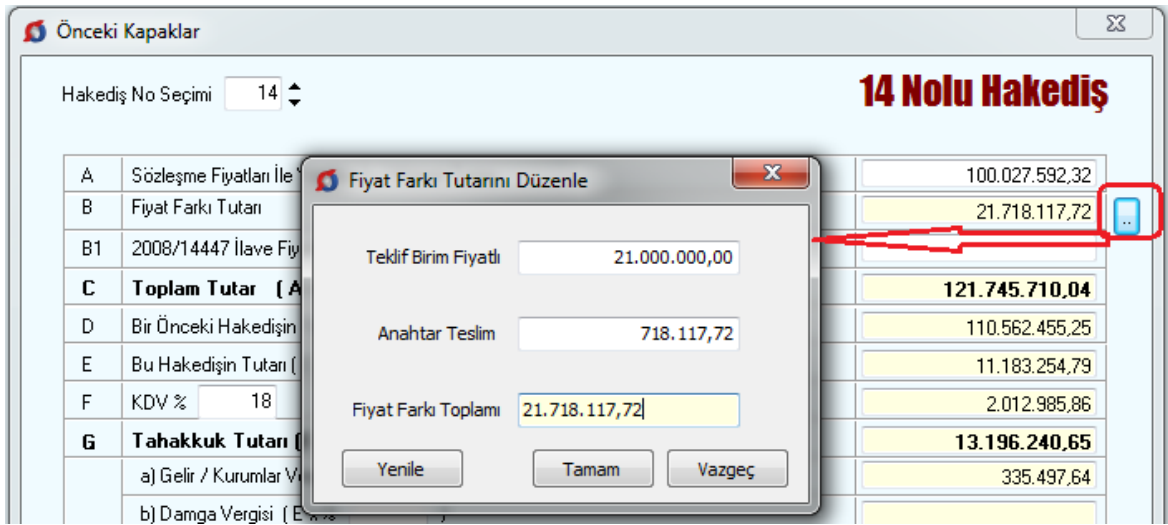 Önceki Kapaklar
Hakediş No Seçimi 14
14 Nolu Hakediş
A Sözleşme Fiyatları İle 100.027.592,32
B Fiyat Farkı Tutarı 21.718.117,72 ..
B1 2008/14447 İlave
C Toplam Tutar ( A 121.745.710,04
D Bir Önceki Hakedişin 110.562.455,25
E Bu Hakedişin Tutarı ( 11.183.254,79
F KDV % 18 2.012.985,86
G Tahakkuk Tutarı ( 13.196.240,65
a) Gelir / Kurumlar 335.497,64
b) Damga Vergisi ( E x % )
Fiyat Farkı Tutarını Düzenle
Teklif Birim Fiyatlı 21.000.000,00
Anahtar Teslim 718.117,72
Fiyat Farkı Toplamı 21.718.117,72
Yenile Tamam Vazgeç